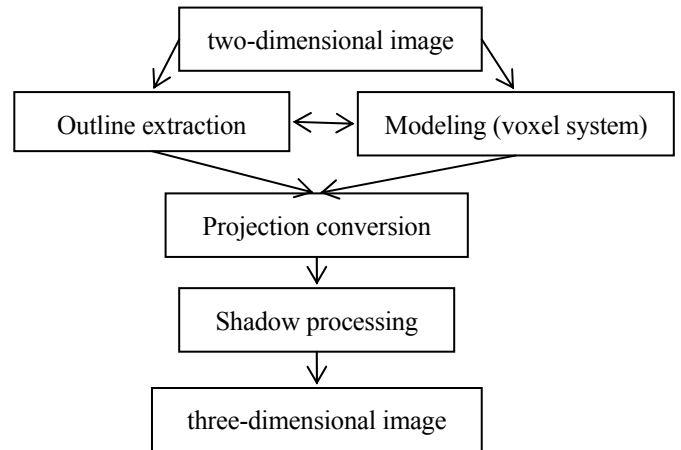 two-dimensional image
Outline extraction
Modeling (voxel system)
Projection conversion
Shadow processing
three-dimensional image